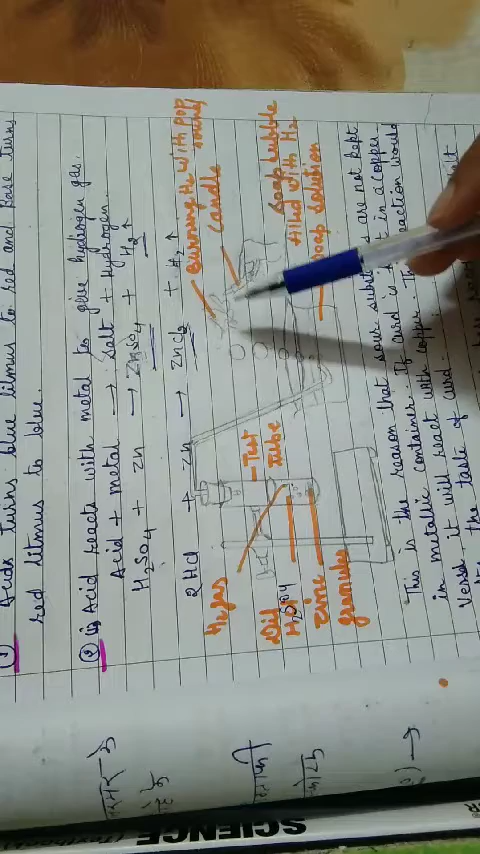 ① Acids turns blue litmus to red and base turns
red litmus to blue.
② i) Acid reacts with metal to give hydrogen gas.
Acid + metal → salt + Hydrogen.
H₂SO₄ + Zn → ZnSO₄ + H₂↑
2HCl + Zn → ZnCl₂ + H₂↑
Burning H₂ with POP
sound
candle
Soap bubble
filled with H₂
Soap solution
H₂ gas
Test
tube
Dil
H₂SO₄
Zinc
granules
This is the reason that sour are not kept
in metallic container. If curd is in a copper
Vessel, it will react with copper. reaction would
the taste of curd.
SCIENCE (Textbook)